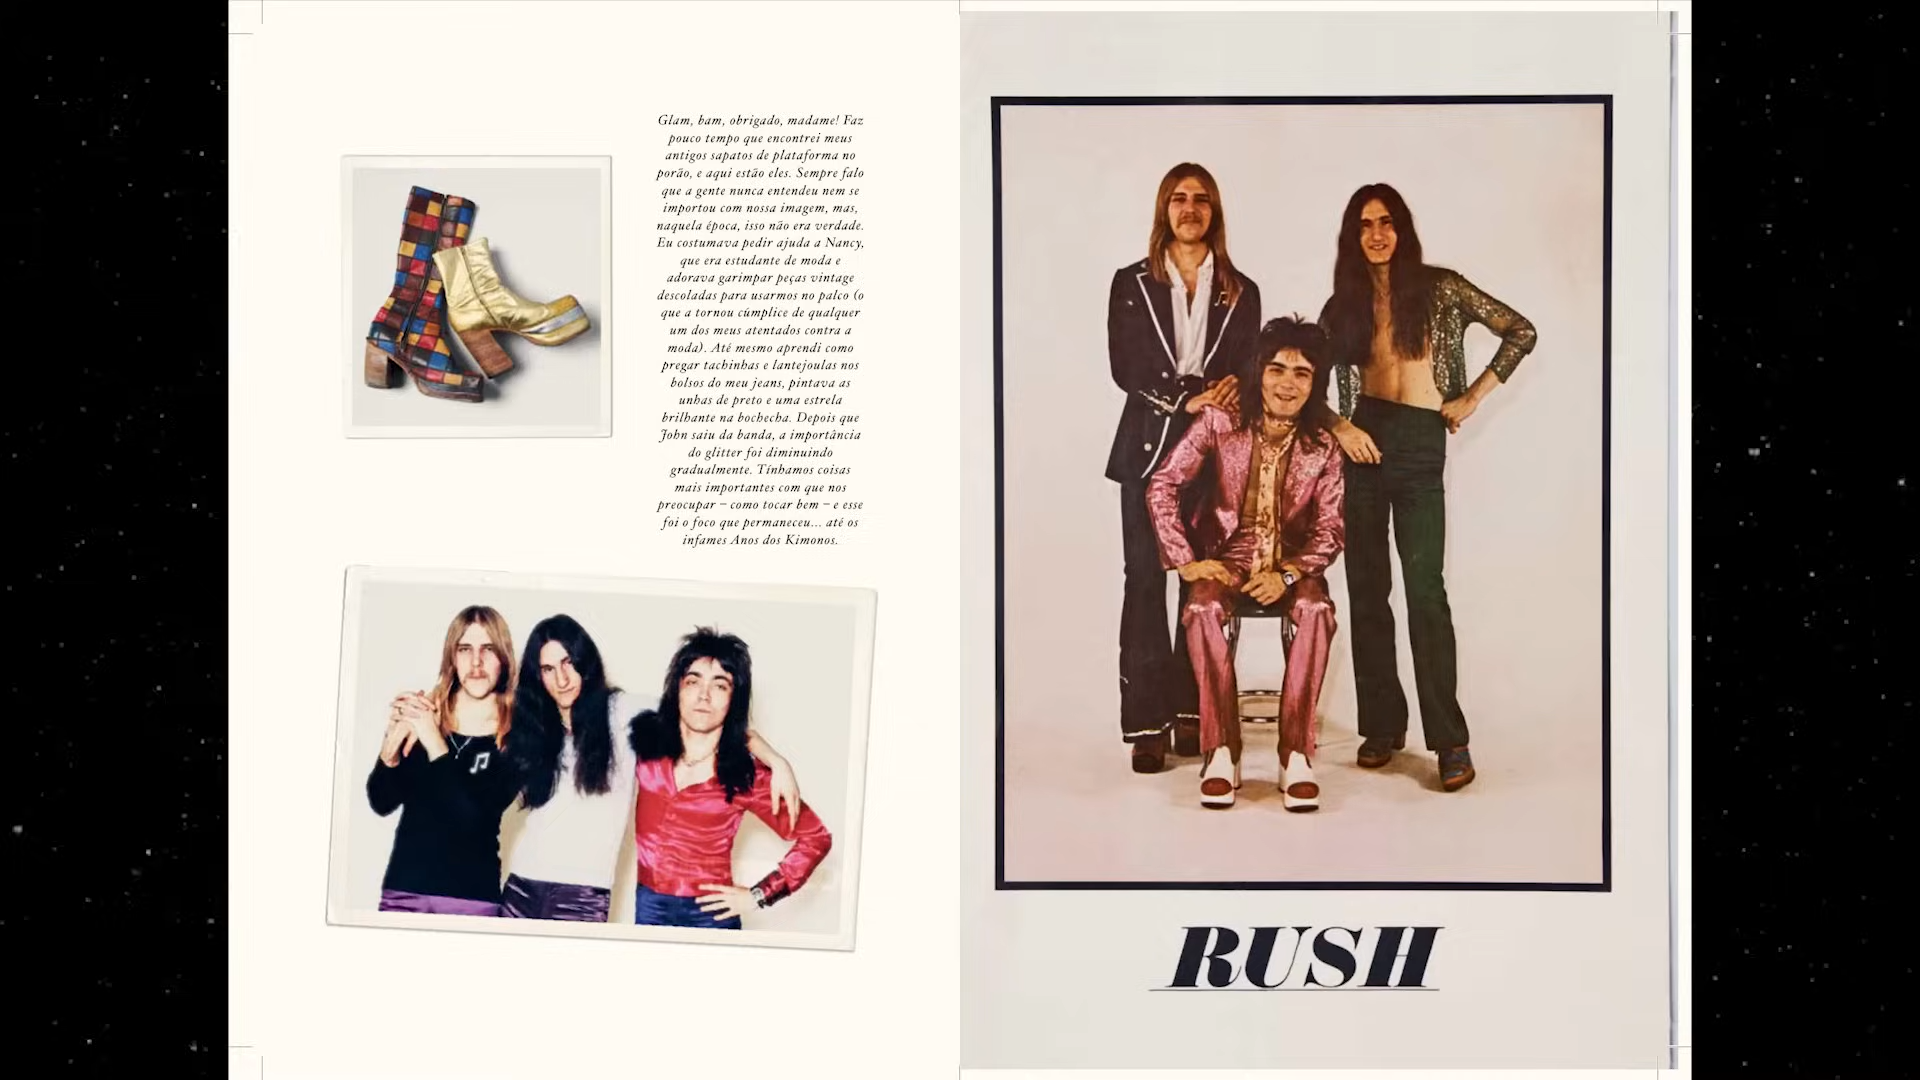 Glam, bam, obrigado, madame! Faz
pouco tempo que encontrei meus
antigos sapatos de plataforma no
porão, e aqui estão eles. Sempre falo
que a gente nunca entendeu nem se
importou com nossa imagem, mas,
naquela época, isso não era verdade.
Eu costumava pedir ajuda a Nancy,
que era estudante de moda e
adorava garimpar peças vintage
descoladas para usarmos no palco (o
que a tornou cúmplice de qualquer
um dos meus atentados contra a
moda). Até mesmo aprendi como
pregar tachinhas e lantejoulas nos
bolsos do meu jeans, pintava as
unhas de preto e uma estrela
brilhante na bochecha. Depois que
John saiu da banda, a importância
do glitter foi diminuindo
gradualmente. Tínhamos coisas
mais importantes com que nos
preocupar – como tocar bem – e esse
foi o foco que permaneceu... até os
infames Anos dos Kimonos.
RUSH